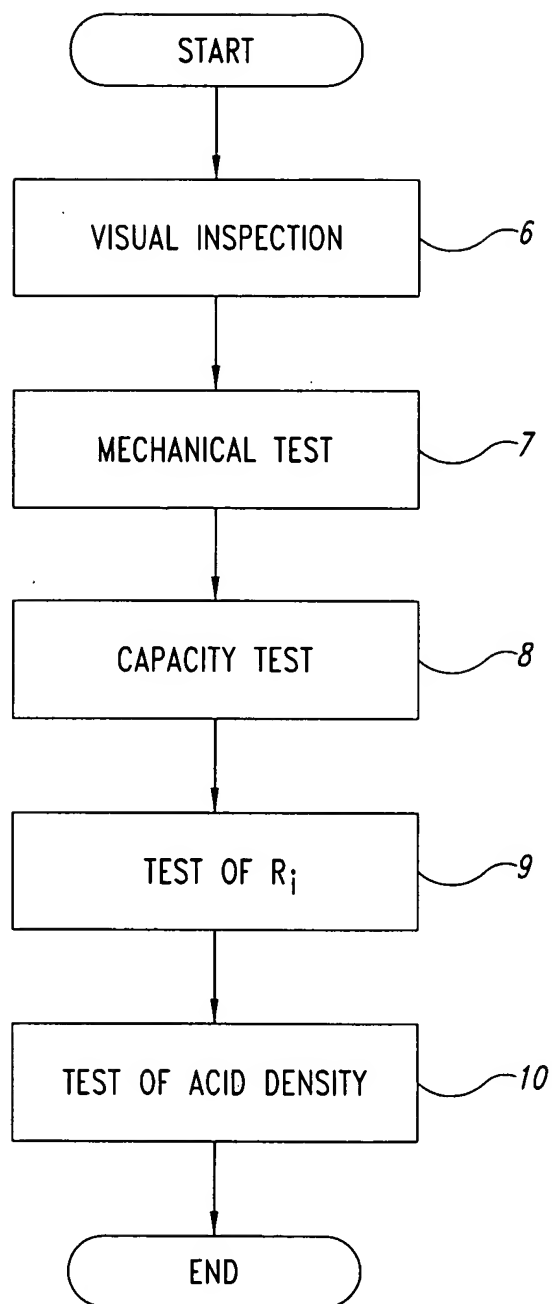 START
VISUAL INSPECTION
6
MECHANICAL TEST
7
CAPACITY TEST
8
TEST OF Ri
9
TEST OF ACID DENSITY
10
END